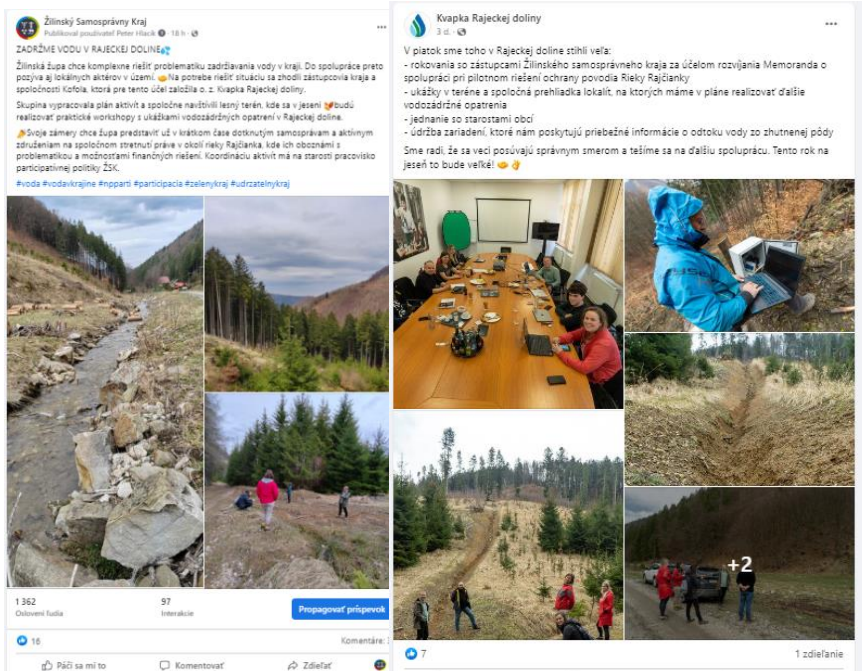 Žilinský Samosprávny Kraj
Publikoval používateľ Peter Hlacik · 18 h ·
ZADRŽME VODU V RAJECKEJ DOLINE
Žilinská župa chce komplexne riešiť problematiku zadržiavania vody v kraji. Do spolupráce preto
pozýva aj lokálnych aktérov v území. Na potrebe riešiť situáciu sa zhodli zástupcovia kraja a
spoločnosti Kofola, ktorá pre tento účel založila o. z. Kvapka Rajeckej doliny.
Skupina vypracovala plán aktivít a spoločne navštívili lesný terén, kde sa v jeseni budú
realizovať praktické workshopy s ukážkami vodozádržných opatrení v Rajeckej doline.
Svoje zámery chce župa predstaviť už v krátkom čase dotknutým samosprávam a aktívnym
združeniam na spoločnom stretnutí práve v okolí rieky Rajčianka, kde ich oboznámi s
problematikou a možnosťami finančných riešení. Koordináciu aktivít má na starosti pracovisko
participatívnej politiky ŽSK.
#voda #vodavkrajine #npparti #participacia #zelenykraj #udrzatelnykraj
1 362
Oslovení ľudia
97
Interakcie
Propagovať príspevok
16
Komentáre:
Páči sa mi to
Komentovať
Zdieľať
Kvapka Rajeckej doliny
3 d. ·
V piatok sme toho v Rajeckej doline stihli veľa:
- rokovania so zástupcami Žilinského samosprávneho kraja za účelom rozvíjania Memoranda o
spolupráci pri pilotnom riešení ochrany povodia Rieky Rajčianky
- ukážky v teréne a spoločná prehliadka lokalít, na ktorých máme v pláne realizovať ďalšie
vodozádržné opatrenia
- jednanie so starostami obcí
- údržba zariadení, ktoré nám poskytujú priebežné informácie o odtoku vody zo zhutnenej pôdy
Sme radi, že sa veci posúvajú správnym smerom a tešíme sa na ďalšiu spoluprácu. Tento rok na
jeseň to bude veľké!
+2
7
1 zdieľanie